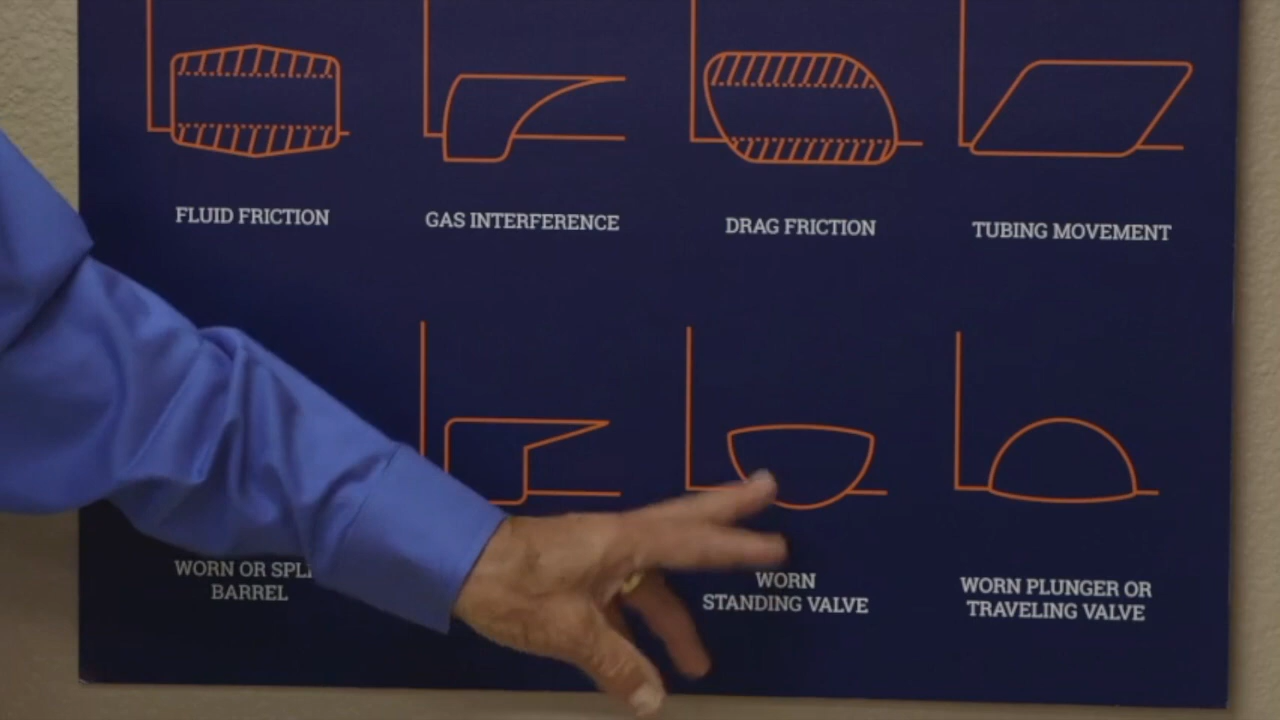 FLUID FRICTION
GAS INTERFERENCE
DRAG FRICTION
TUBING MOVEMENT
WORN OR
BARREL
WORN
STANDING VALVE
WORN PLUNGER OR
TRAVELING VALVE